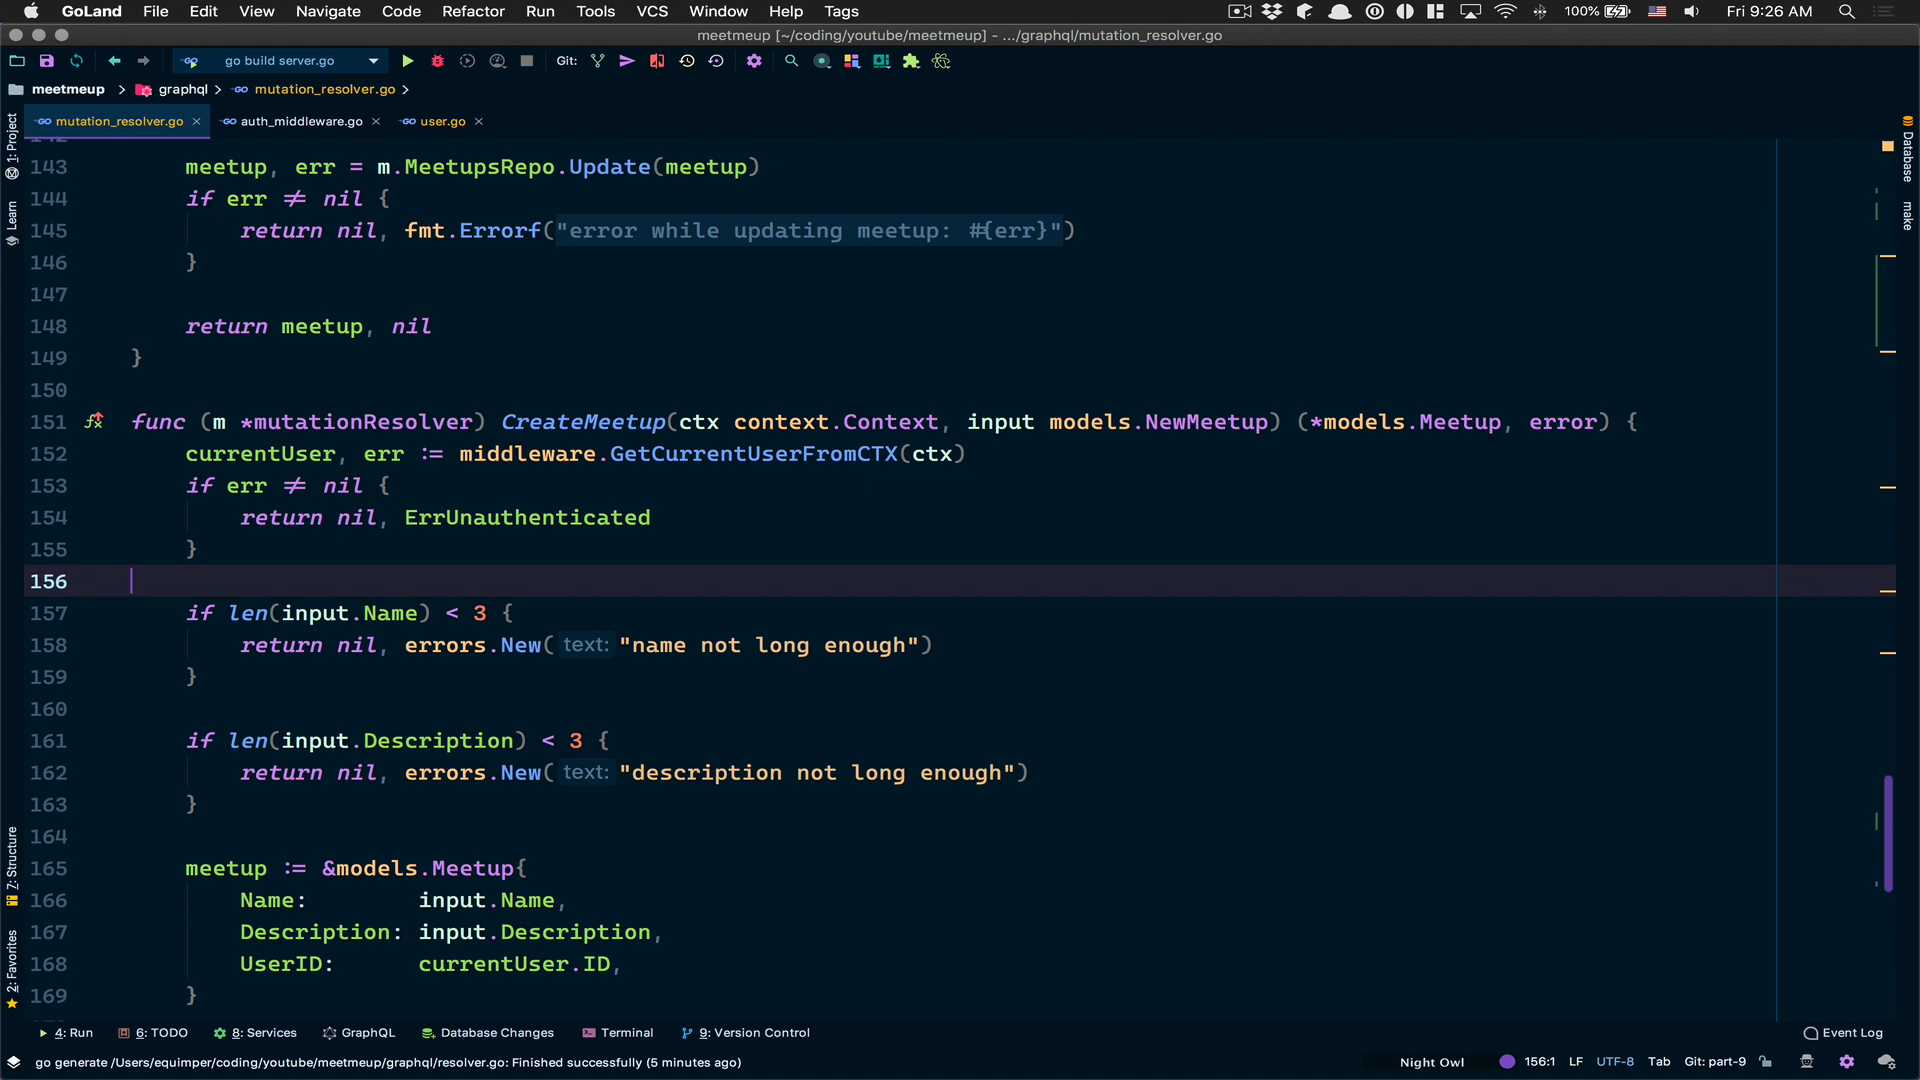 GoLand File Edit View Navigate Code Refactor Run Tools VCS Window Help Tags 100% Fri 9:26 AM
meetmeup [~/coding/youtube/meetmeup] - .../graphql/mutation_resolver.go
go build server.go Git:
meetmeup graphql mutation_resolver.go
mutation_resolver.go auth_middleware.go user.go
1: Project
Learn
7: Structure
2: Favorites
Database
make
143 meetup, err = m.MeetupsRepo.Update(meetup)
144 if err ≠ nil {
145 return nil, fmt.Errorf("error while updating meetup: #{err}")
146 }
147
148 return meetup, nil
149 }
150
151 func (m *mutationResolver) CreateMeetup(ctx context.Context, input models.NewMeetup) (*models.Meetup, error) {
152 currentUser, err := middleware.GetCurrentUserFromCTX(ctx)
153 if err ≠ nil {
154 return nil, ErrUnauthenticated
155 }
156
157 if len(input.Name) < 3 {
158 return nil, errors.New( text: "name not long enough")
159 }
160
161 if len(input.Description) < 3 {
162 return nil, errors.New( text: "description not long enough")
163 }
164
165 meetup := &models.Meetup{
166 Name: input.Name,
167 Description: input.Description,
168 UserID: currentUser.ID,
169 }
4: Run 6: TODO 8: Services GraphQL Database Changes Terminal 9: Version Control Event Log
go generate /Users/equimper/coding/youtube/meetmeup/graphql/resolver.go: Finished successfully (5 minutes ago) Night Owl 156:1 LF UTF-8 Tab Git: part-9